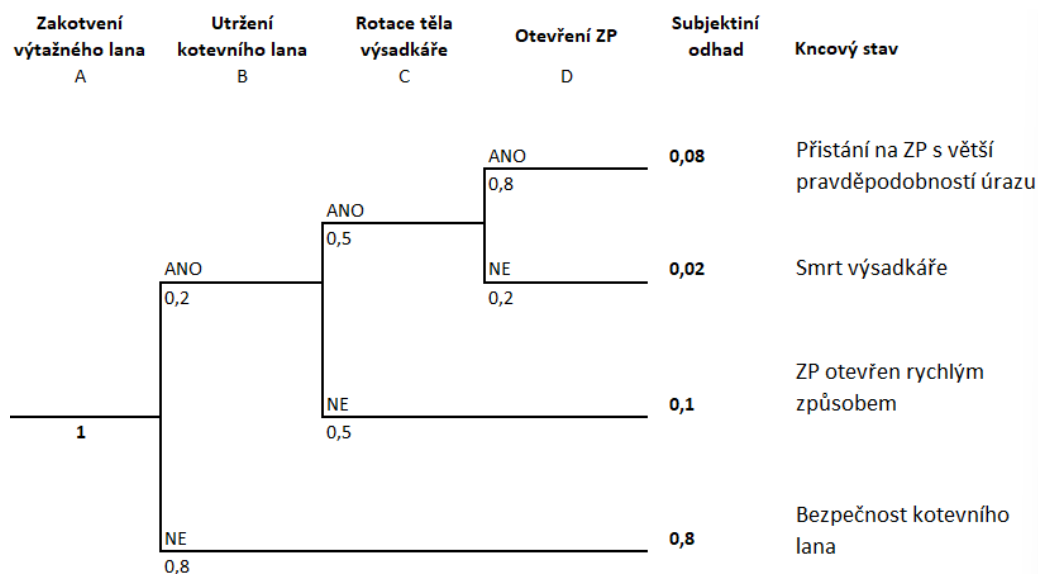 Zakotvení
výtažného lana
A
Utržení
kotevního lana
B
Rotace těla
výsadkáře
C
Otevření ZP
D
Subjektiní
odhad
Kncový stav
ANO
0,8
0,08
Přistání na ZP s větší
pravděpodobností úrazu
ANO
0,5
ANO
0,2
NE
0,2
0,02
Smrt výsadkáře
1
NE
0,5
0,1
ZP otevřen rychlým
způsobem
NE
0,8
0,8
Bezpečnost kotevního
lana